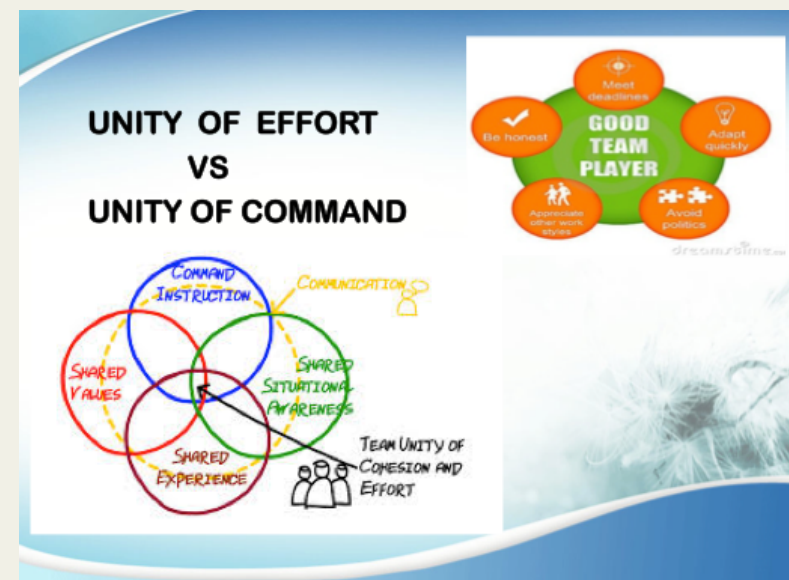 UNITY OF EFFORT
VS
UNITY OF COMMAND
Meet
deadlines
Be honest
GOOD
TEAM
PLAYER
Adapt
quickly
Appreciate
other work
styles
Avoid
politics
dreamstime.com
COMMAND
INSTRUCTION
COMMUNICATION
SHARED
VALUES
SHARED
SITUATIONAL
AWARENESS
SHARED
EXPERIENCE
TEAM UNITY OF
COHESION AND
EFFORT